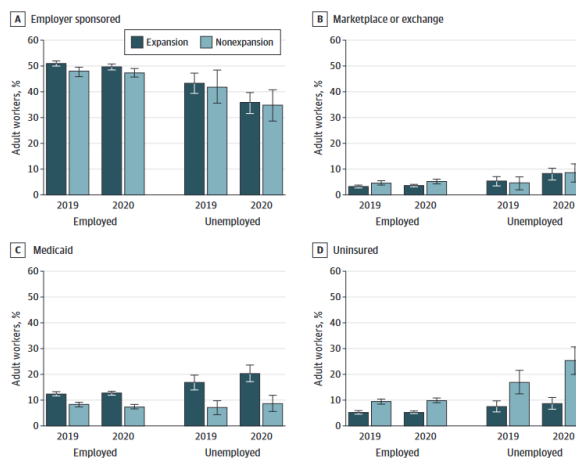 A Employer sponsored
Expansion Nonexpansion
60
50
40
30
20
10
0
Adult workers, %
2019 2020 2019 2020
Employed Unemployed
B Marketplace or exchange
60
50
40
30
20
10
0
Adult workers, %
2019 2020 2019 2020
Employed Unemployed
C Medicaid
60
50
40
30
20
10
0
Adult workers, %
2019 2020 2019 2020
Employed Unemployed
D Uninsured
60
50
40
30
20
10
0
Adult workers, %
2019 2020 2019 2020
Employed Unemployed